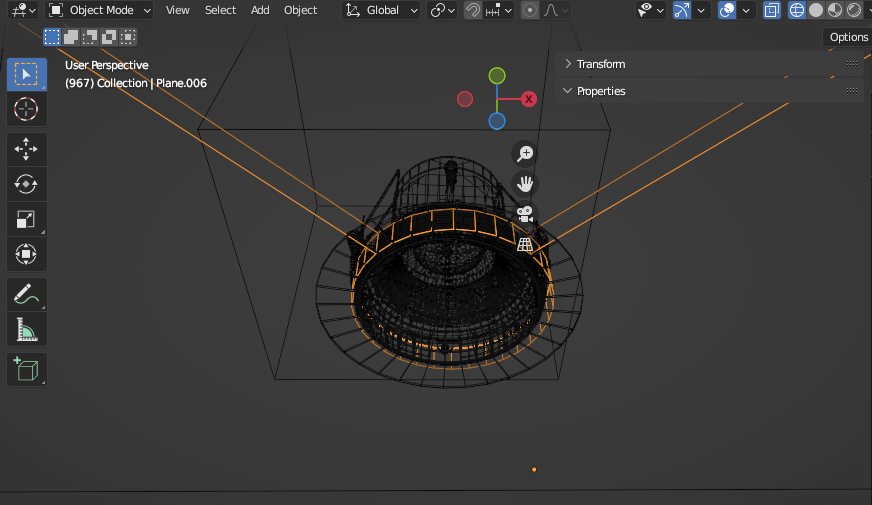 Object Mode View Select Add Object Global
Options
User Perspective
(967) Collection | Plane.006
Transform
Properties
X